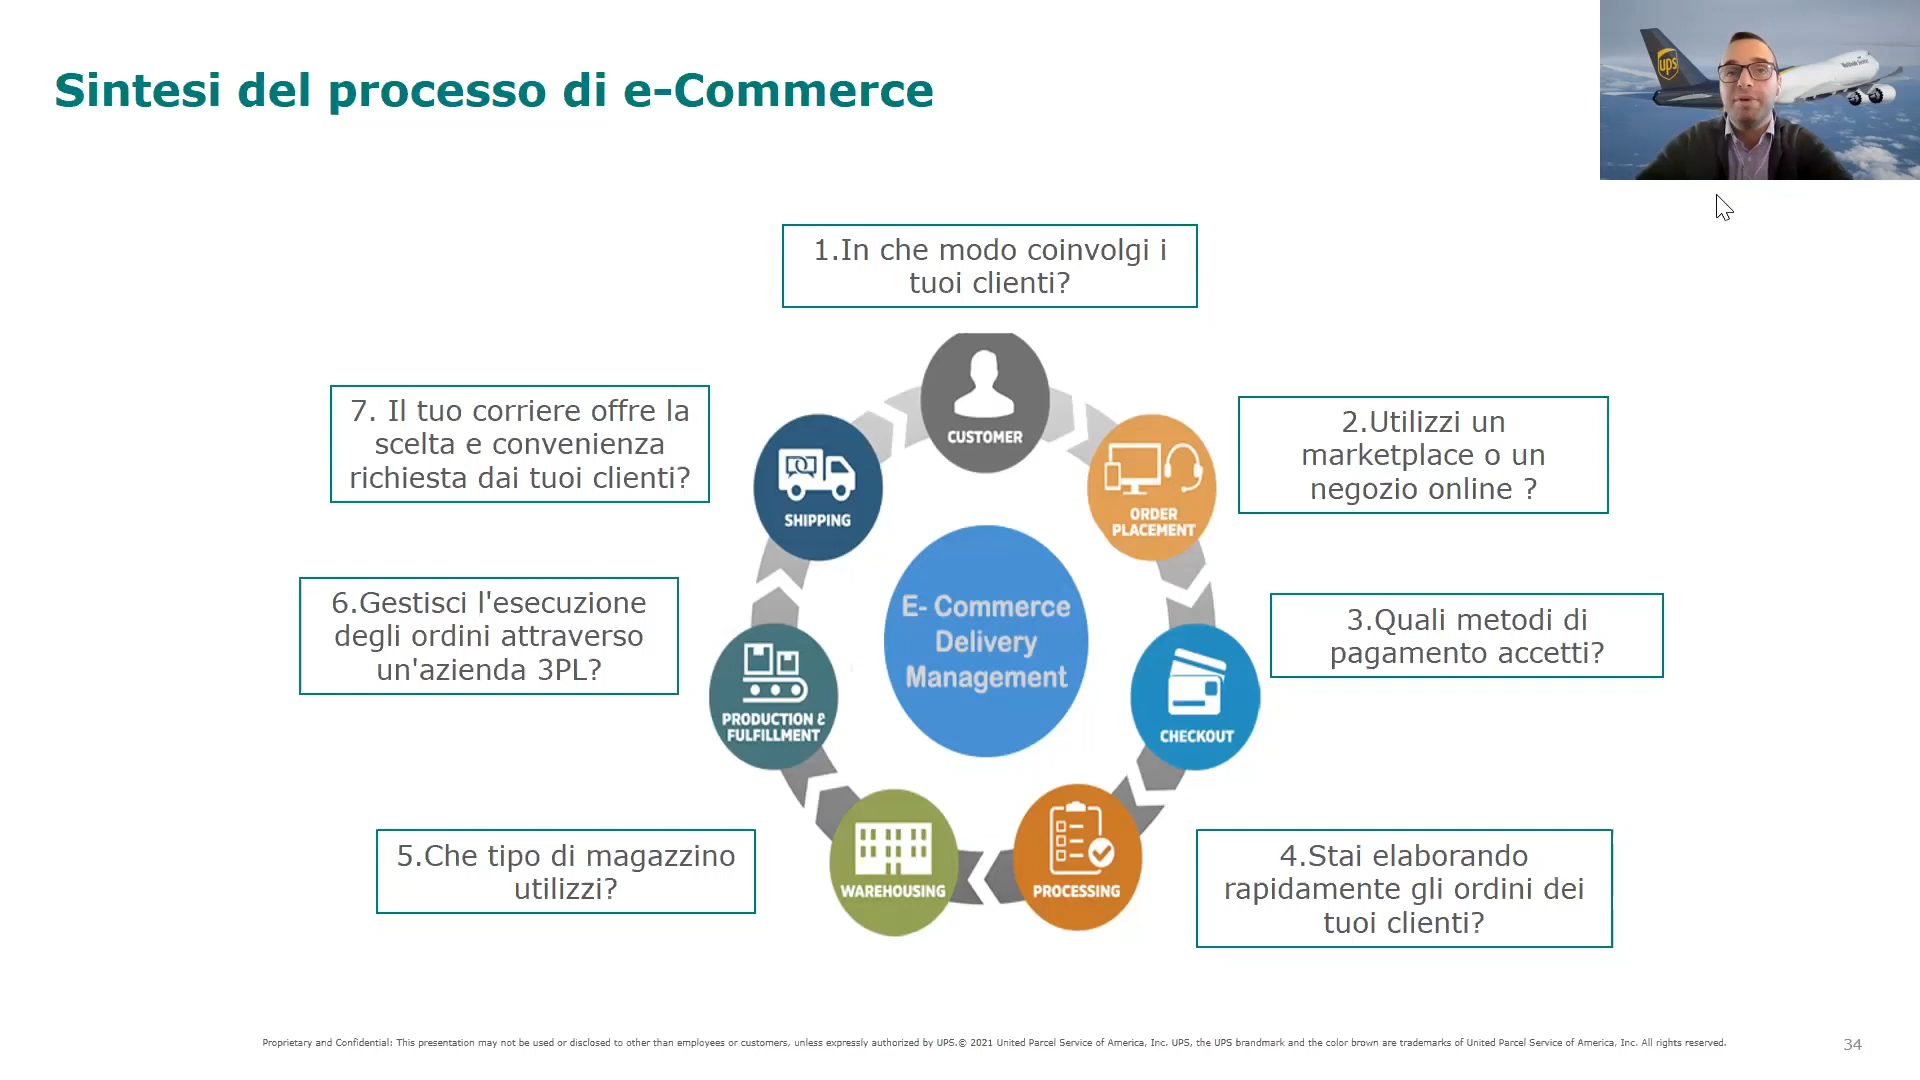 Sintesi del processo di e-Commerce
ups
1.In che modo coinvolgi i
tuoi clienti?
CUSTOMER
7. Il tuo corriere offre la
scelta e convenienza
richiesta dai tuoi clienti?
SHIPPING
ORDER
PLACEMENT
2.Utilizzi un
marketplace o un
negozio online ?
6.Gestisci l'esecuzione
degli ordini attraverso
un'azienda 3PL?
PRODUCTION &
FULFILLMENT
E- Commerce
Delivery
Management
3.Quali metodi di
pagamento accetti?
CHECKOUT
5.Che tipo di magazzino
utilizzi?
WAREHOUSING
PROCESSING
4.Stai elaborando
rapidamente gli ordini dei
tuoi clienti?
Proprietary and Confidential: This presentation may not be used or disclosed to other than employees or customers, unless expressly authorized by UPS.© 2021 United Parcel Service of America, Inc. UPS, the UPS brandmark and the color brown are trademarks of United Parcel Service of America, Inc. All rights reserved.
34